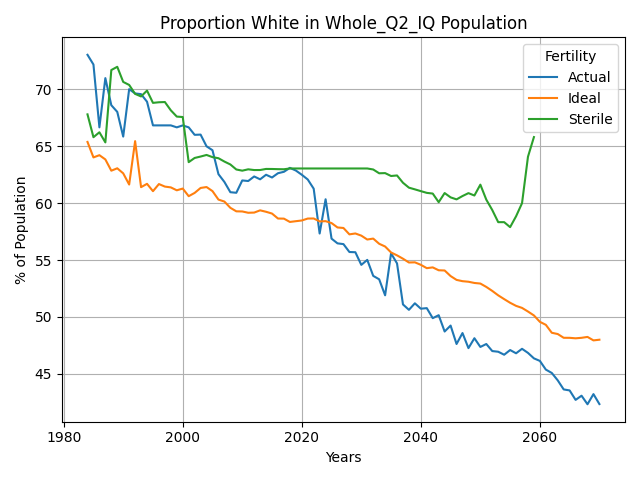 Proportion White in Whole_Q2_IQ Population
Fertility
Actual
Ideal
Sterile
% of Population
70
65
60
55
50
45
1980
2000
2020
2040
2060
Years